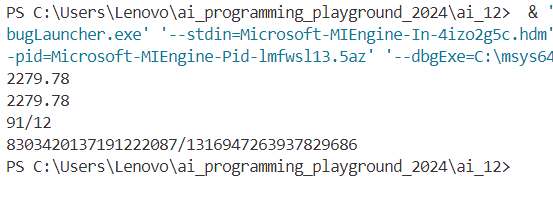 PS C:\Users\Lenovo\ai_programming_playground_2024\ai_12>  & '
bugLauncher.exe' '--stdin=Microsoft-MIEngine-In-4izo2g5c.hdm'
-pid=Microsoft-MIEngine-Pid-lmfwsl13.5az' '--dbgExe=C:\msys64
2279.78
2279.78
91/12
8303420137191222087/1316947263937829686
PS C:\Users\Lenovo\ai_programming_playground_2024\ai_12>